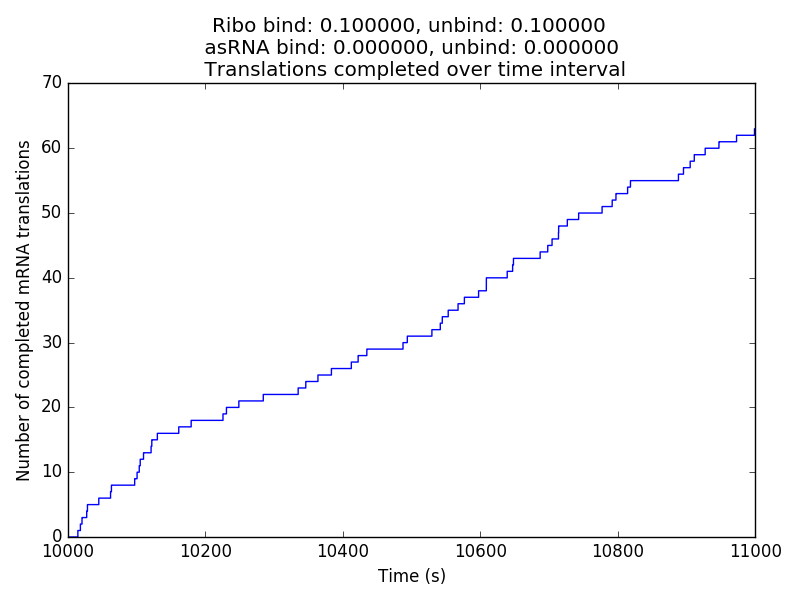 Ribo bind: 0.100000, unbind: 0.100000
asRNA bind: 0.000000, unbind: 0.000000
Translations completed over time interval
70
60
50
40
30
20
10
0
Number of completed mRNA translations
10000 10200 10400 10600 10800 11000
Time (s)